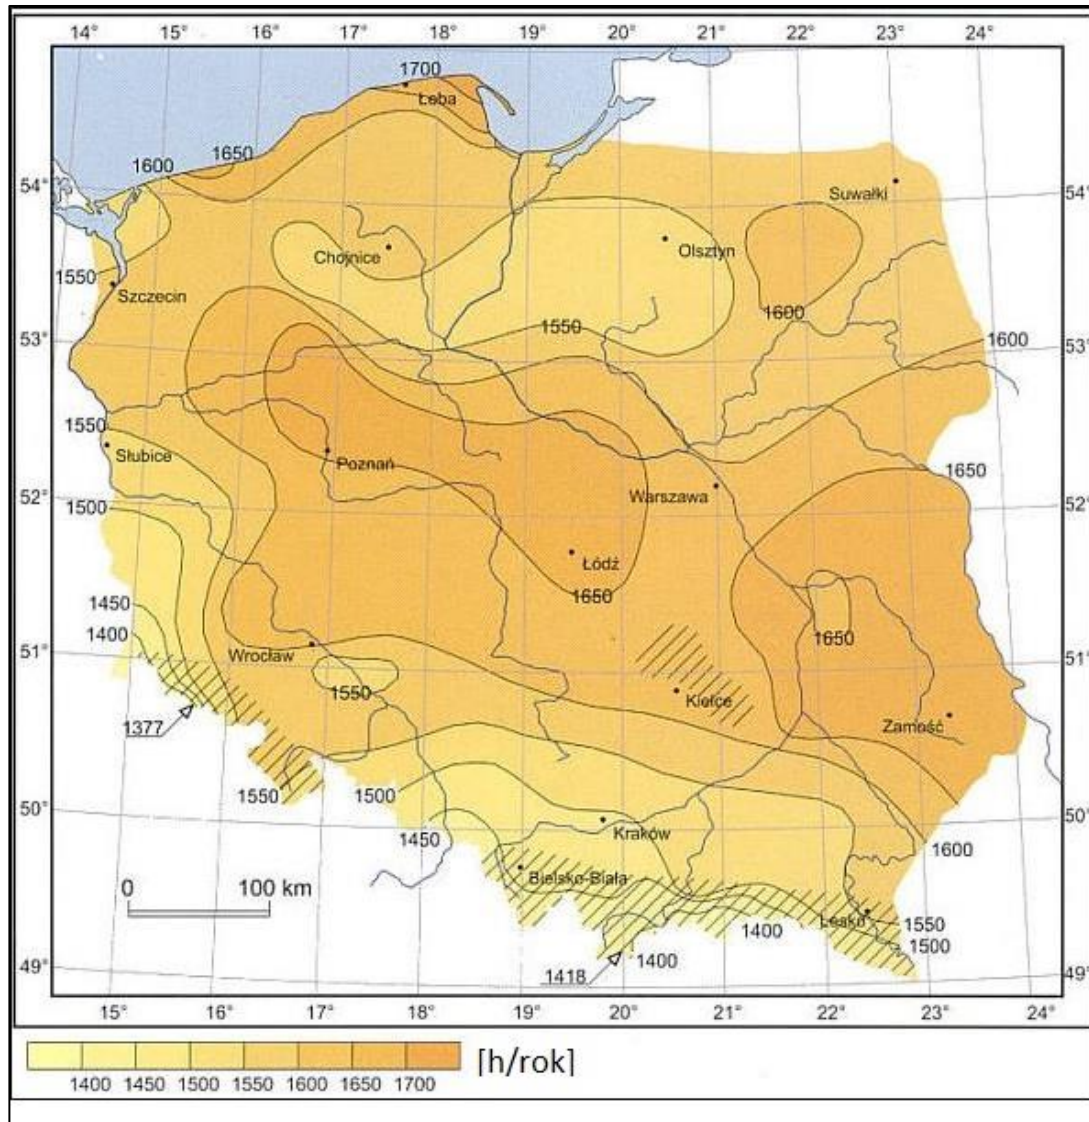 14° 15° 16° 17° 18° 19° 20° 21° 22° 23° 24°
1700
Łeba
1650
1600
54° 54°
Suwałki
Chojnice
Olsztyn
1550
Szczecin
1600
1550
1600
53° 53°
1550
Słubice
Poznań
1650
Warszawa
1500
52° 52°
Łódź
1650
1450
1650
1400
51° 51°
Wrocław
1550
Kielce
Zamość
1377
1550
1500
50° 50°
Kraków
1450
1600
0 100 km
Bielsko-Biała
Lesko
1550
1400
1500
1400
1418
49° 49°
15° 16° 17° 18° 19° 20° 21° 22° 23° 24°
[h/rok]
1400 1450 1500 1550 1600 1650 1700